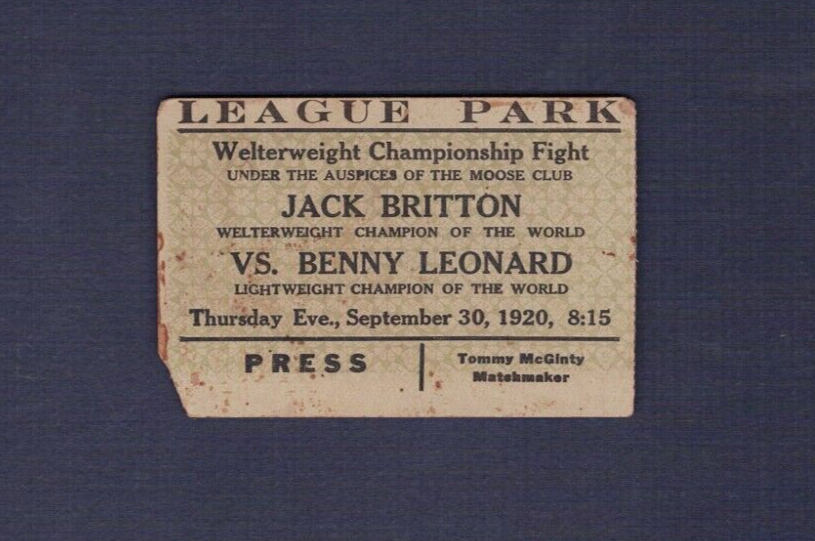 LEAGUE PARK
Welterweight Championship Fight
UNDER THE AUSPICES OF THE MOOSE CLUB
JACK BRITTON
WELTERWEIGHT CHAMPION OF THE WORLD
VS. BENNY LEONARD
LIGHTWEIGHT CHAMPION OF THE WORLD
Thursday Eve., September 30, 1920, 8:15
PRESS
Tommy McGinty
Matchmaker